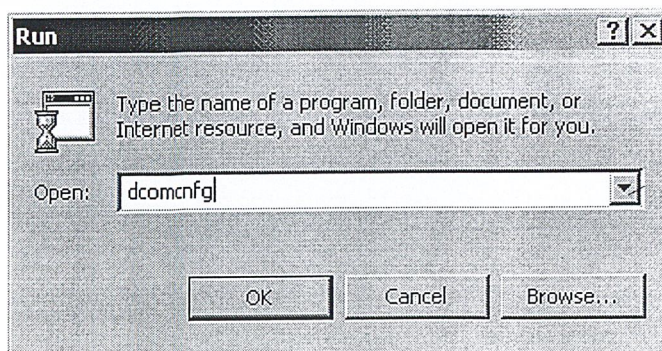 Run
Type the name of a program, folder, document, or
Internet resource, and Windows will open it for you.
Open: dcomcnfg
OK Cancel Browse...